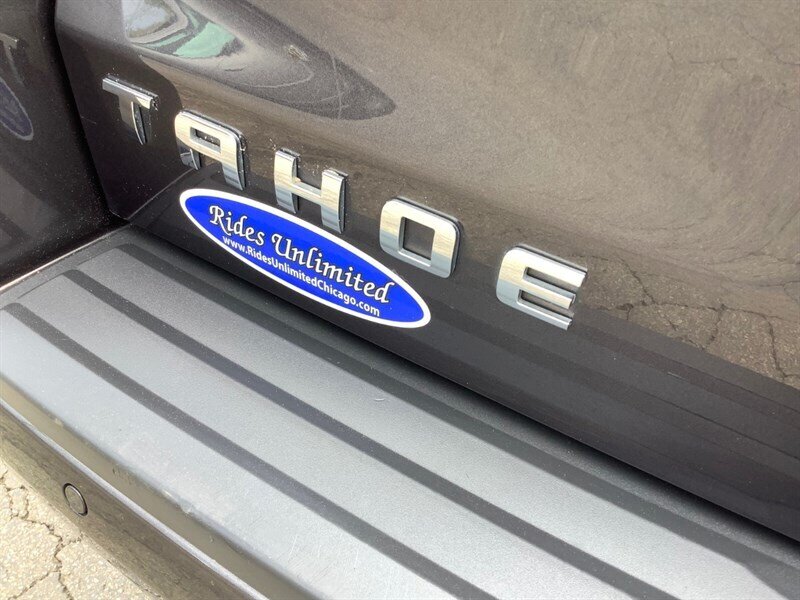 TAHOE
Rides Unlimited
www.RidesUnlimitedChicago.com